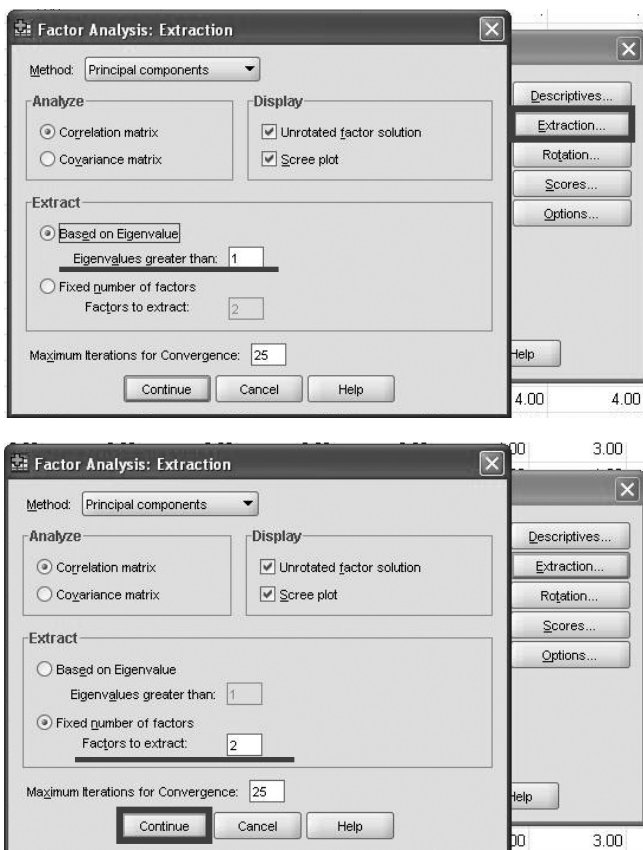 Factor Analysis: Extraction
Method: Principal components
Analyze
Display
Descriptives...
Correlation matrix
Unrotated factor solution
Extraction...
Covariance matrix
Scree plot
Rotation...
Scores...
Extract
Options...
Based on Eigenvalue
Eigenvalues greater than: 1
Fixed number of factors
Factors to extract: 2
Maximum Iterations for Convergence: 25
Help
Continue Cancel Help
4.00 4.00
3.00
Factor Analysis: Extraction
Method: Principal components
Analyze
Display
Descriptives...
Correlation matrix
Unrotated factor solution
Extraction...
Covariance matrix
Scree plot
Rotation...
Scores...
Extract
Options...
Based on Eigenvalue
Eigenvalues greater than: 1
Fixed number of factors
Factors to extract: 2
Maximum Iterations for Convergence: 25
Help
Continue Cancel Help
3.00